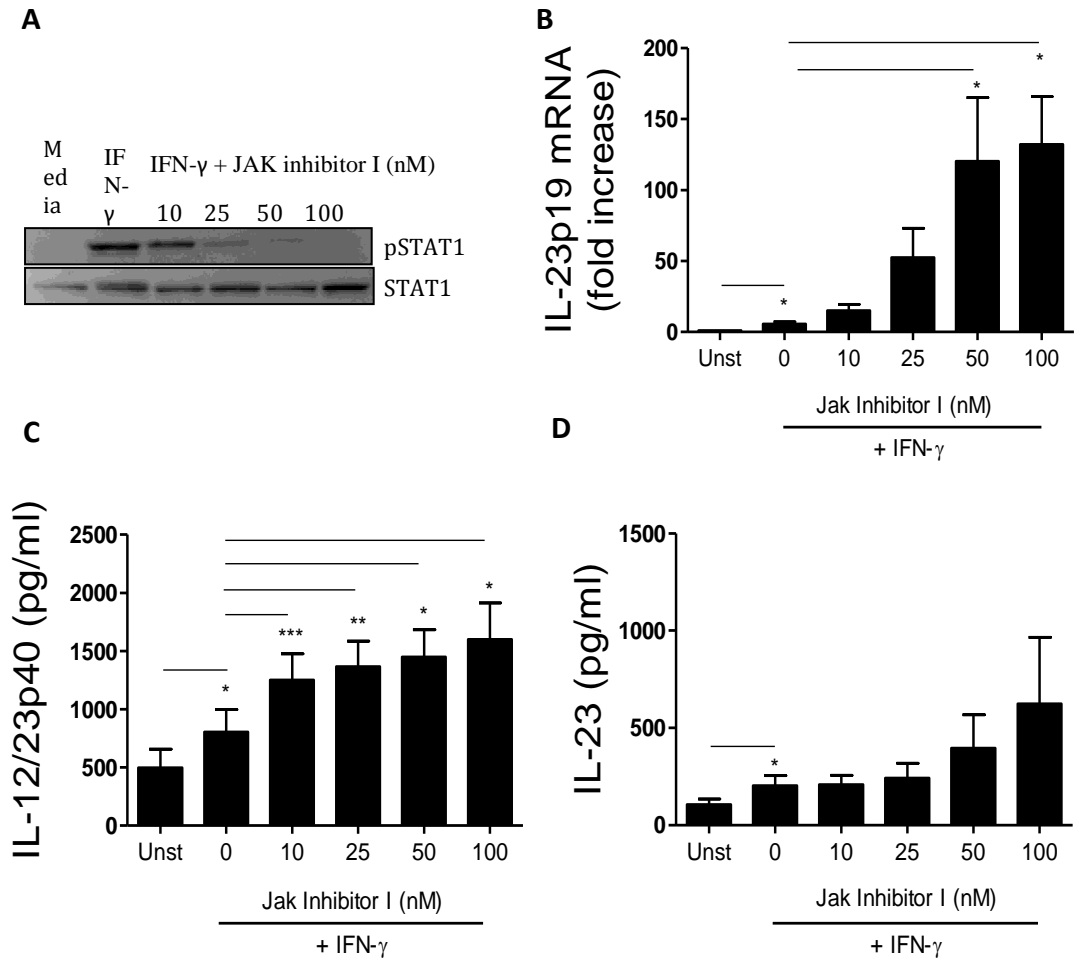 A
M
ed
ia
IF
N-
γ
IFN-γ + JAK inhibitor I (nM)
10 25 50 100
pSTAT1
STAT1
B
IL-23p19 mRNA
(fold increase)
200
150
100
50
0
*
*
*
Unst 0 10 25 50 100
Jak Inhibitor I (nM)
+ IFN-γ
C
IL-12/23p40 (pg/ml)
2500
2000
1500
1000
500
0
*
***
**
*
*
Unst 0 10 25 50 100
Jak Inhibitor I (nM)
+ IFN-γ
D
IL-23 (pg/ml)
1500
1000
500
0
*
Unst 0 10 25 50 100
Jak Inhibitor I (nM)
+ IFN-γ